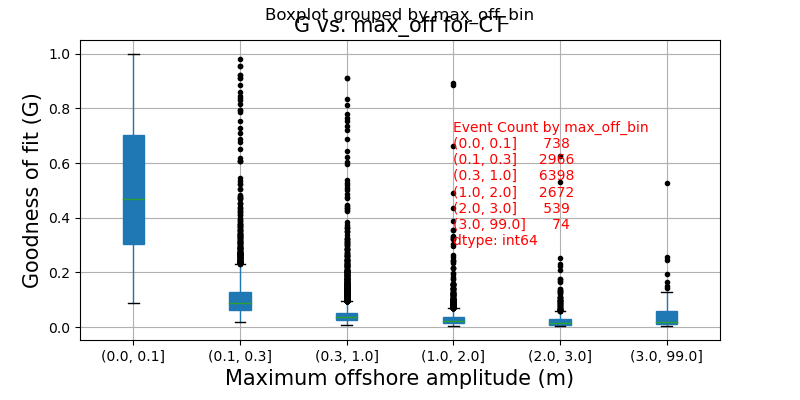 Boxplot grouped by max_off_bin
G vs. max_off for CT
Goodness of fit (G)
1.0
0.8
0.6
0.4
0.2
0.0
Event Count by max_off_bin
(0.0, 0.1] 738
(0.1, 0.3] 2966
(0.3, 1.0] 6398
(1.0, 2.0] 2672
(2.0, 3.0] 539
(3.0, 99.0] 74
dtype: int64
(0.0, 0.1] (0.1, 0.3] (0.3, 1.0] (1.0, 2.0] (2.0, 3.0] (3.0, 99.0]
Maximum offshore amplitude (m)